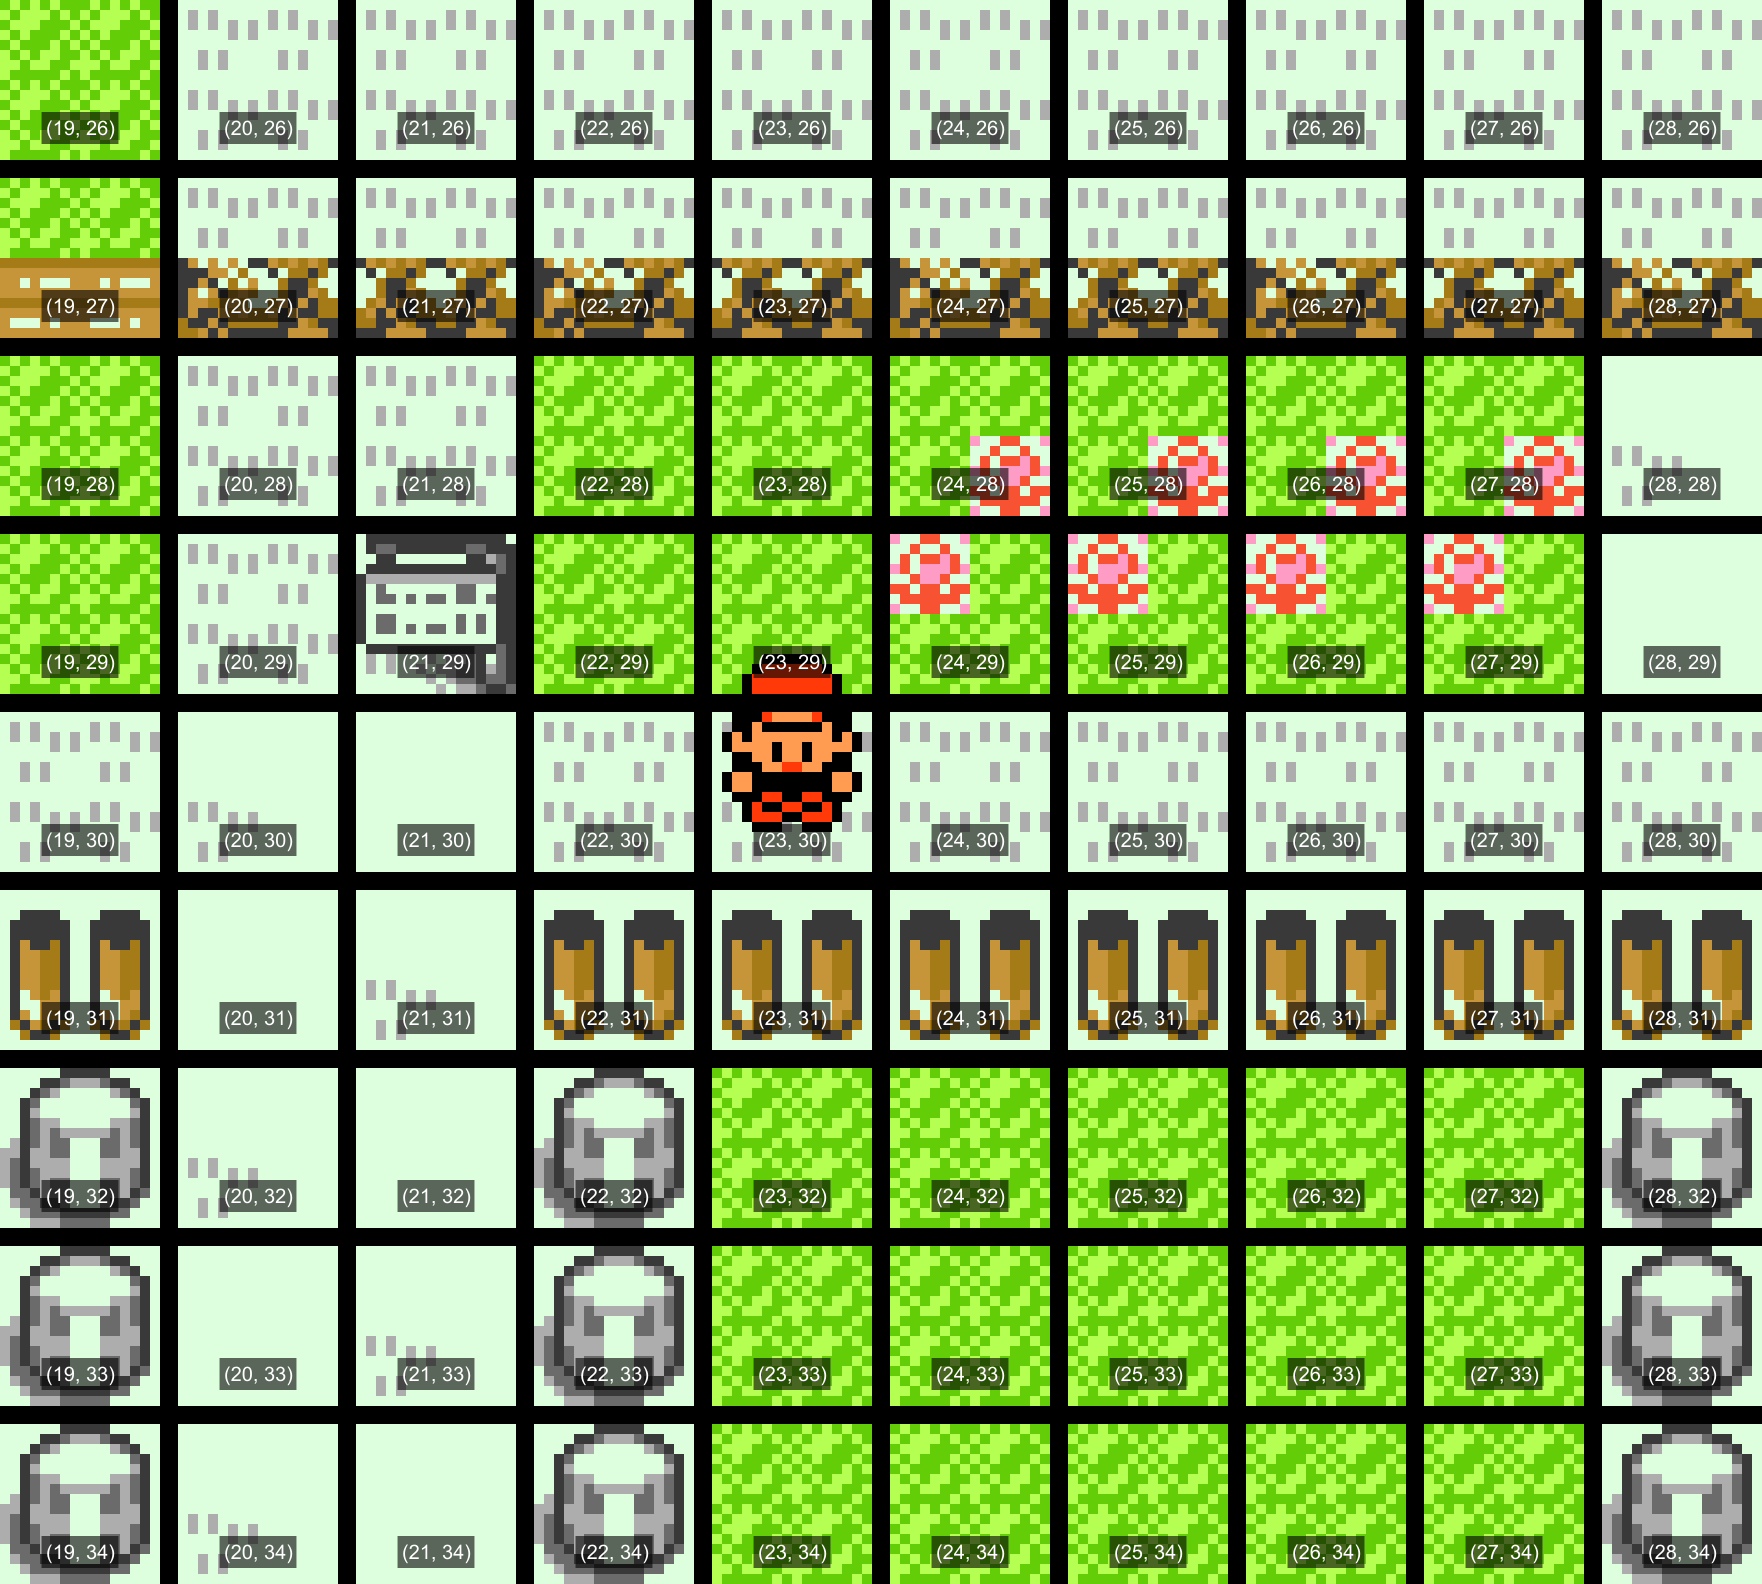 (19, 26) (20, 26) (21, 26) (22, 26) (23, 26) (24, 26) (25, 26) (26, 26) (27, 26) (28, 26)
(19, 27) (20, 27) (21, 27) (22, 27) (23, 27) (24, 27) (25, 27) (26, 27) (27, 27) (28, 27)
(19, 28) (20, 28) (21, 28) (22, 28) (23, 28) (24, 28) (25, 28) (26, 28) (27, 28) (28, 28)
(19, 29) (20, 29) (21, 29) (22, 29) (23, 29) (24, 29) (25, 29) (26, 29) (27, 29) (28, 29)
(19, 30) (20, 30) (21, 30) (22, 30) (23, 30) (24, 30) (25, 30) (26, 30) (27, 30) (28, 30)
(19, 31) (20, 31) (21, 31) (22, 31) (23, 31) (24, 31) (25, 31) (26, 31) (27, 31) (28, 31)
(19, 32) (20, 32) (21, 32) (22, 32) (23, 32) (24, 32) (25, 32) (26, 32) (27, 32) (28, 32)
(19, 33) (20, 33) (21, 33) (22, 33) (23, 33) (24, 33) (25, 33) (26, 33) (27, 33) (28, 33)
(19, 34) (20, 34) (21, 34) (22, 34) (23, 34) (24, 34) (25, 34) (26, 34) (27, 34) (28, 34)